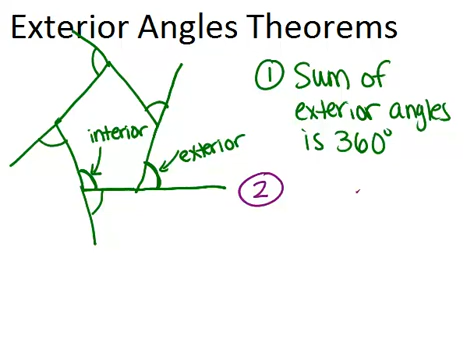 Exterior Angles Theorems
① Sum of
exterior angles
is 360°
interior
exterior
②